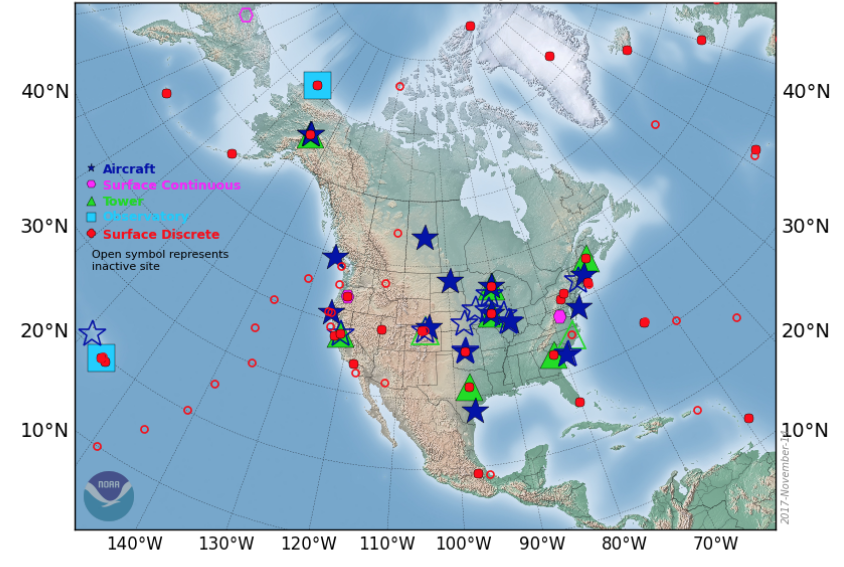 40°N
40°N
30°N
30°N
20°N
20°N
10°N
10°N
Aircraft
Surface Continuous
Tower
Observatory
Surface Discrete
Open symbol represents
inactive site
NOAA
2017-November-14
140°W 130°W 120°W 110°W 100°W 90°W 80°W 70°W